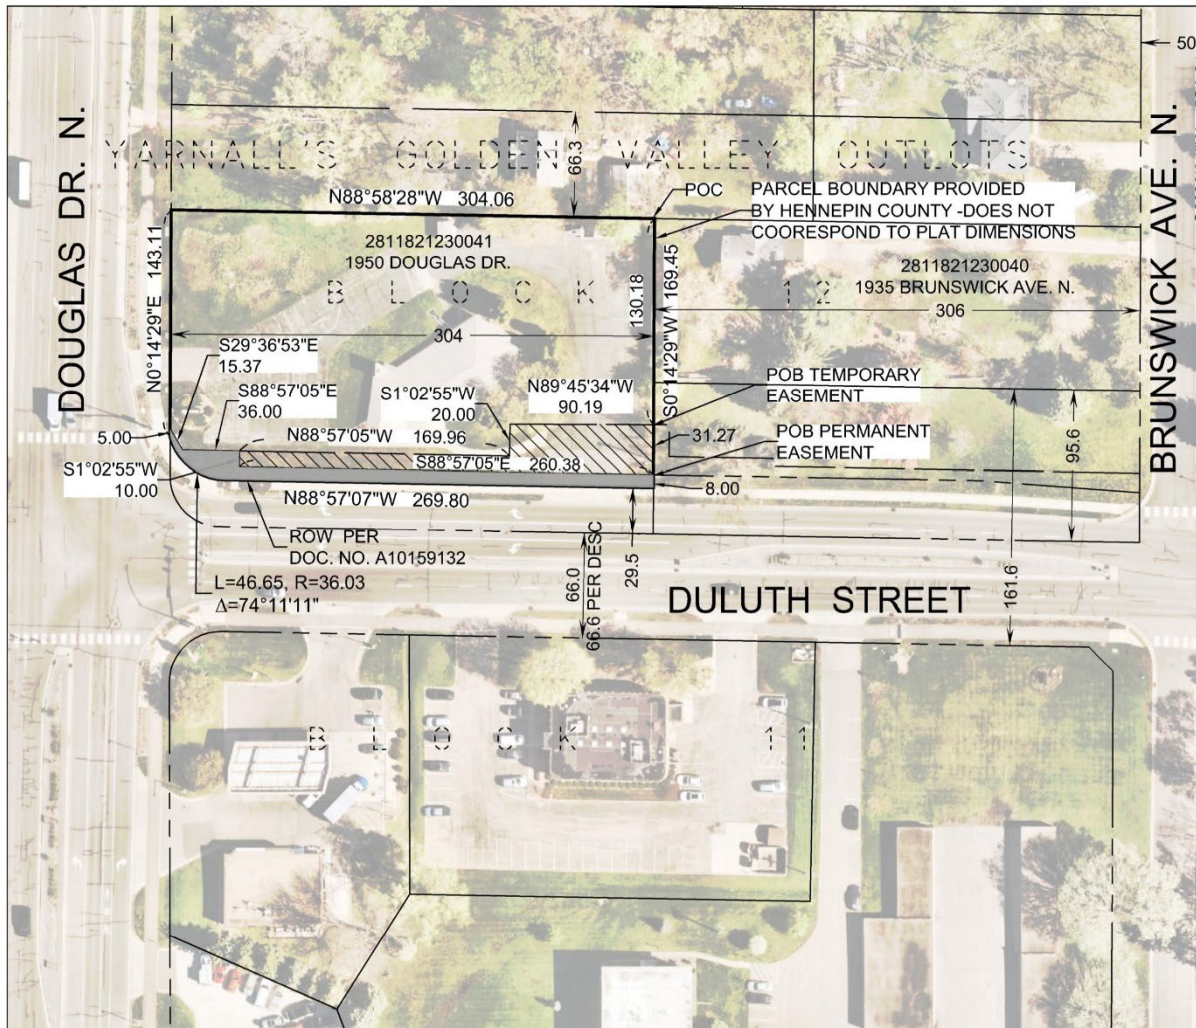 50
DOUGLAS DR. N.
YARNALL'S GOLDEN VALLEY OUTLOTS
66.3
N88°58'28"W 304.06
POC
PARCEL BOUNDARY PROVIDED
BY HENNEPIN COUNTY -DOES NOT
COORESPOND TO PLAT DIMENSIONS
BRUNSWICK AVE. N.
N0°14'29"E 143.11
2811821230041
1950 DOUGLAS DR.
BLOCK 12
130.18
S0°14'29"W 169.45
2811821230040
1935 BRUNSWICK AVE. N.
306
304
S29°36'53"E
15.37
S88°57'05"E
36.00
S1°02'55"W
20.00
N89°45'34"W
90.19
POB TEMPORARY
EASEMENT
5.00
N88°57'05"W 169.96
31.27
POB PERMANENT
EASEMENT
95.6
S1°02'55"W
10.00
S88°57'05"E 260.38
8.00
N88°57'07"W 269.80
ROW PER
DOC. NO. A10159132
L=46.65, R=36.03
Δ=74°11'11"
66.0
66.6 PER DESC
29.5
DULUTH STREET
161.6
BLOCK 11